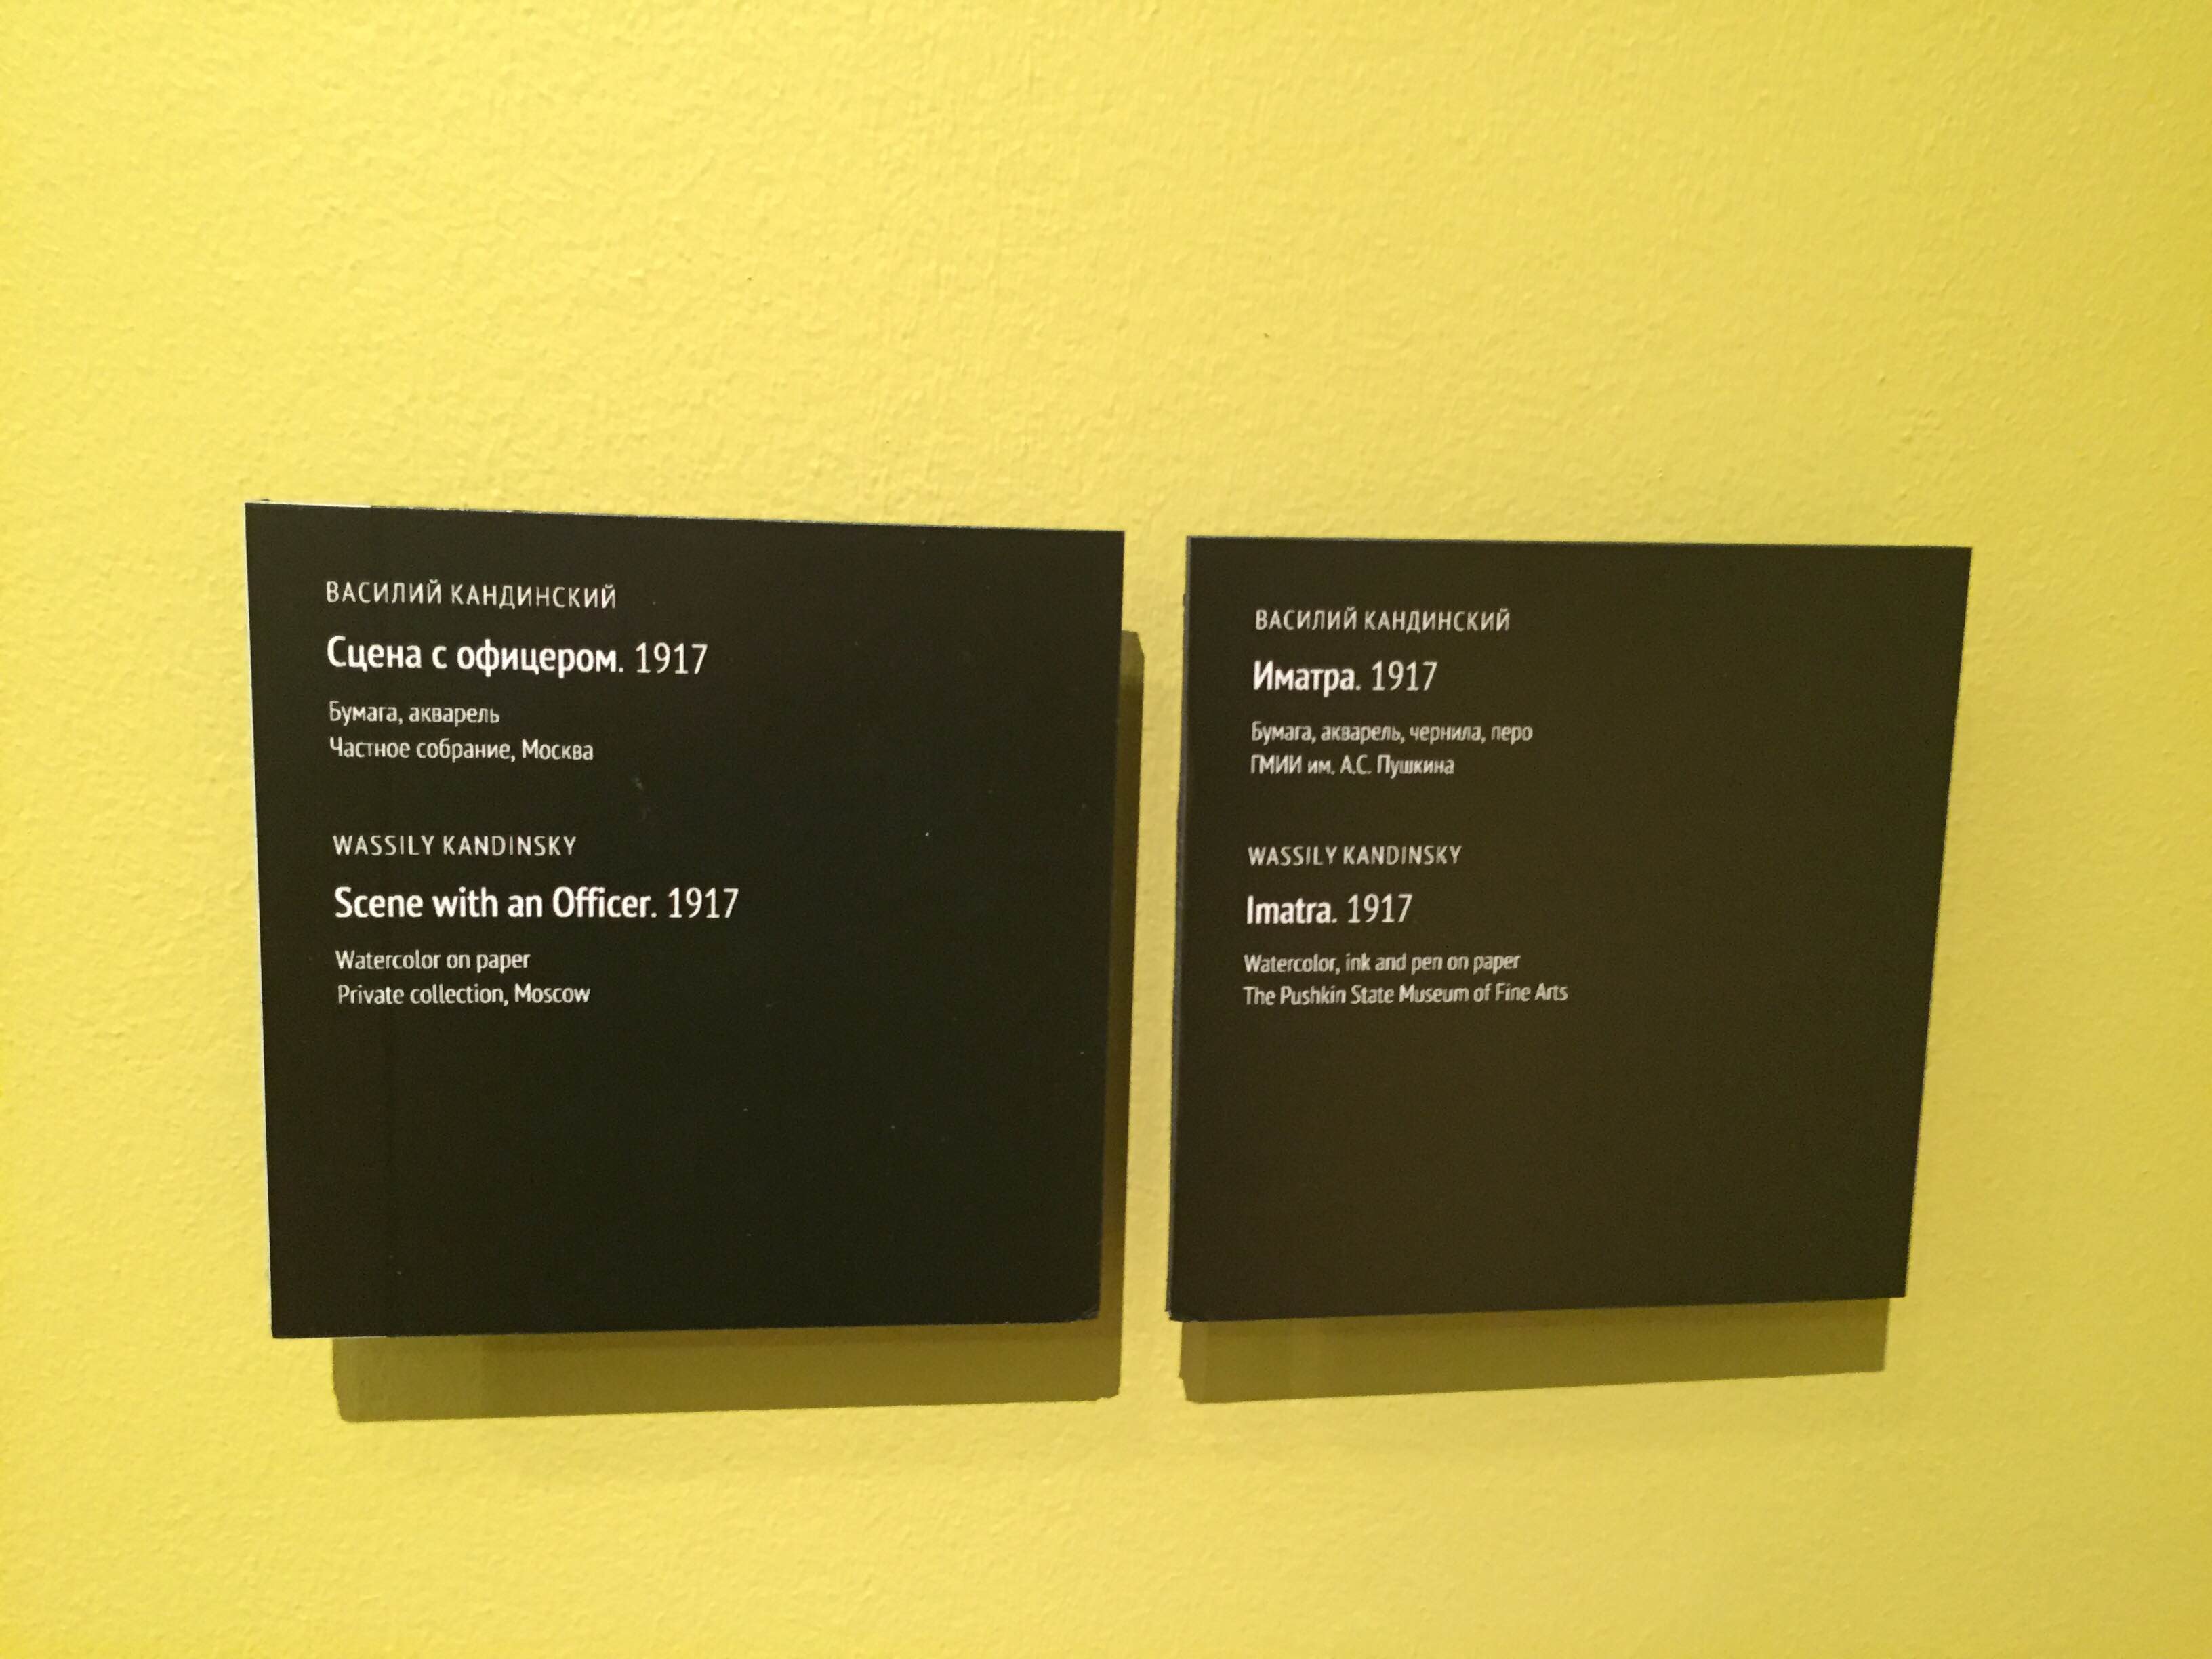 ВАСИЛИЙ КАНДИНСКИЙ
Сцена с офицером. 1917
Бумага, акварель
Частное собрание, Москва
WASSILY KANDINSKY
Scene with an Officer. 1917
Watercolor on paper
Private collection, Moscow
ВАСИЛИЙ КАНДИНСКИЙ
Иматра. 1917
Бумага, акварель, чернила, перо
ГМИИ им. А.С. Пушкина
WASSILY KANDINSKY
Imatra. 1917
Watercolor, ink and pen on paper
The Pushkin State Museum of Fine Arts